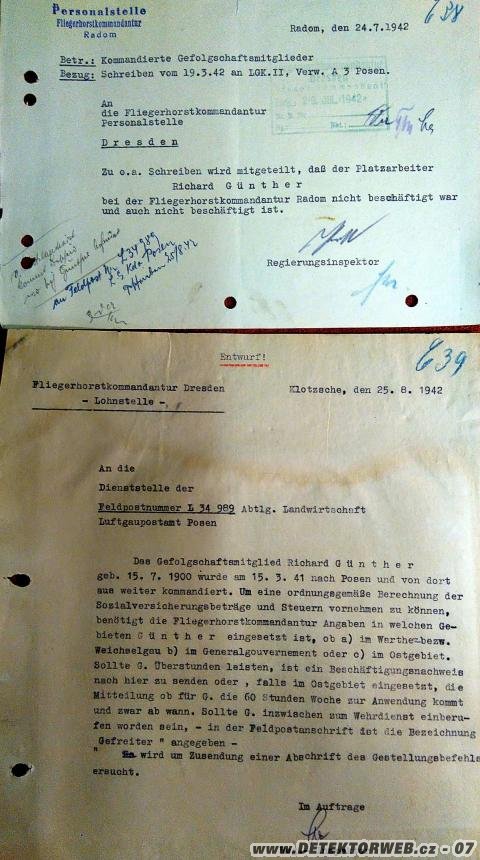 Personalstelle
Fliegerhorstkommandantur
Radom
638
Radom, den 24.7.1942
Betr.: Kommandierte Gefolgschaftsmitglieder
Bezug: Schreiben vom 19.3.42 an LGK.II, Verw. A 3 Posen.
An
die Fliegerhorstkommandantur
Personalstelle
Dresden
Zu o.a. Schreiben wird mitgeteilt, daß der Platzarbeiter
Richard Günther
bei der Fliegerhorstkommandantur Radom nicht beschäftigt war
und auch nicht beschäftigt ist.
Regierungsinspektor
Entwurf!
639
Fliegerhorstkommandantur Dresden
- Lohnstelle -
Klotzsche, den 25. 8. 1942
An die
Dienststelle der
Feldpostnummer L 34 989 Abtlg. Landwirtschaft
Luftgaupostamt Posen
Das Gefolgschaftsmitglied Richard Günther
geb. 15. 7. 1900 wurde am 15. 3. 41 nach Posen und von dort
aus weiter kommandiert. Um eine ordnungsgemäße Berechnung der
Sozialversicherungsbeträge und Steuern vornehmen zu können,
benötigt die Fliegerhorstkommandantur Angaben in welchen Ge-
bieten Günther eingesetzt ist, ob a) im Warthe-bezw.
Weichselgau b) im Generalgouvernement oder c) im Ostgebiet.
Sollte G. Überstunden leisten, ist ein Beschäftigungsnachweis
nach hier zu senden oder, falls im Ostgebiet eingesetzt, die
Mitteilung ob für G. die 60 Stunden Woche zur Anwendung kommt
und zwar ab wann. Sollte G. inzwischen zum Wehrdienst einberu-
fen worden sein, - in der Feldpostanschrift ist die Bezeichnung
"Gefreiter" angegeben -
wird um Zusendung einer Abschrift des Gestellungsbefehls
ersucht.
Im Auftrage
www.DETEKTORWEB.cz - 07